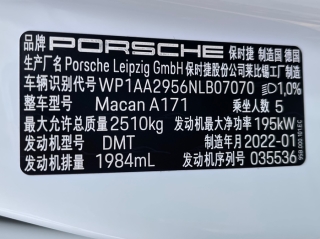 品牌 PORSCHE 保时捷 制造国 德国
生产厂名 Porsche Leipzig GmbH 保时捷股份公司莱比锡工厂制造
车辆识别代号 WP1AA2956NLB07070 1,0%
整车型号 Macan A171 乘坐人数 5
最大允许总质量 2510kg 发动机最大净功率 195kW
发动机型号 DMT 制造年月 2022-01
发动机排量 1984mL 发动机序列号 035536